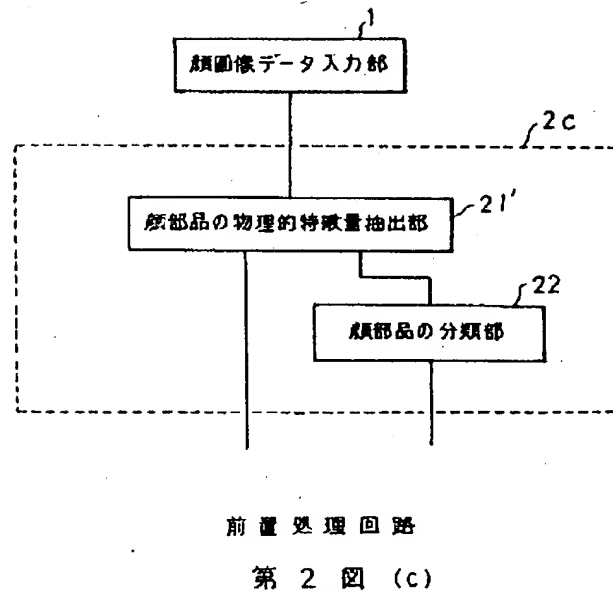 1
顔画像データ入力部
2c
顔部品の物理的特徴量抽出部
21'
22
顔部品の分類部
前置処理回路
第2図(c)